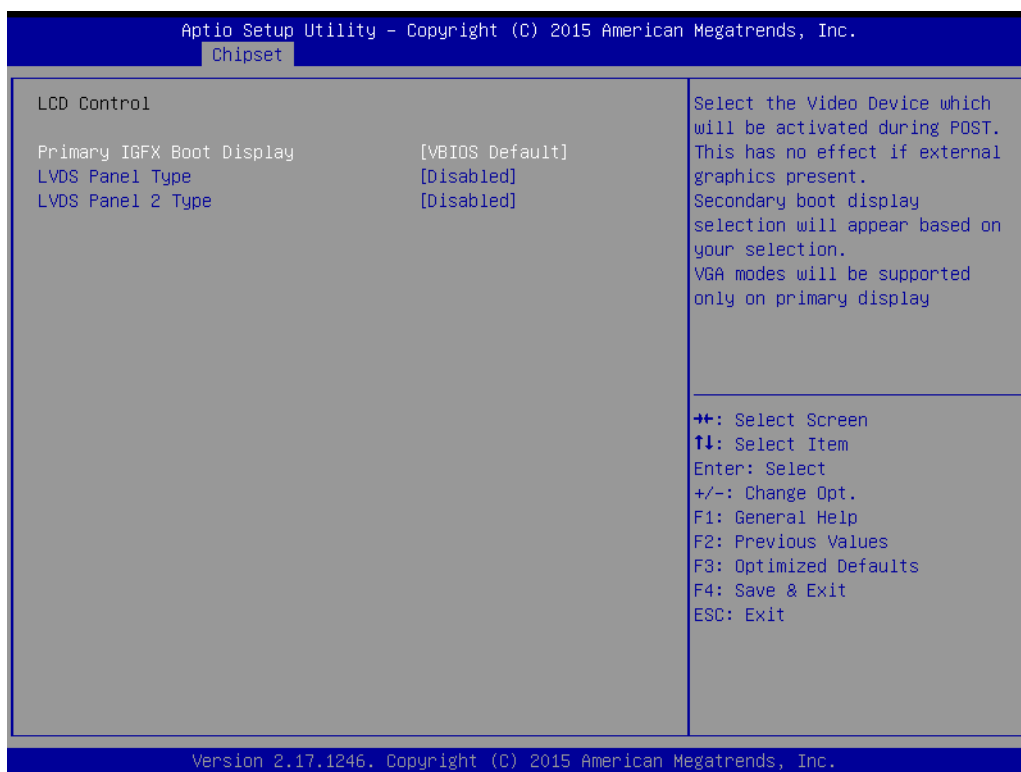 Aptio Setup Utility – Copyright (C) 2015 American Megatrends, Inc.
Chipset
LCD Control
Primary IGFX Boot Display [VBIOS Default]
LVDS Panel Type [Disabled]
LVDS Panel 2 Type [Disabled]
Select the Video Device which
will be activated during POST.
This has no effect if external
graphics present.
Secondary boot display
selection will appear based on
your selection.
VGA modes will be supported
only on primary display
→←: Select Screen
↑↓: Select Item
Enter: Select
+/-: Change Opt.
F1: General Help
F2: Previous Values
F3: Optimized Defaults
F4: Save & Exit
ESC: Exit
Version 2.17.1246. Copyright (C) 2015 American Megatrends, Inc.